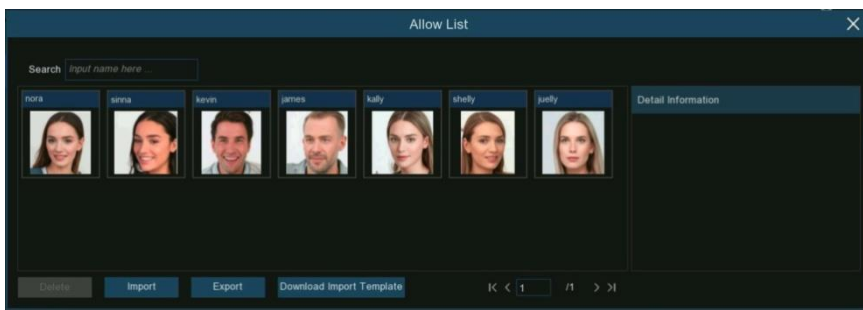 Allow List
Search Input name here ...
nora sinna kevin james kally shelly juelly Detail Information
Delete Import Export Download Import Template 1 /1